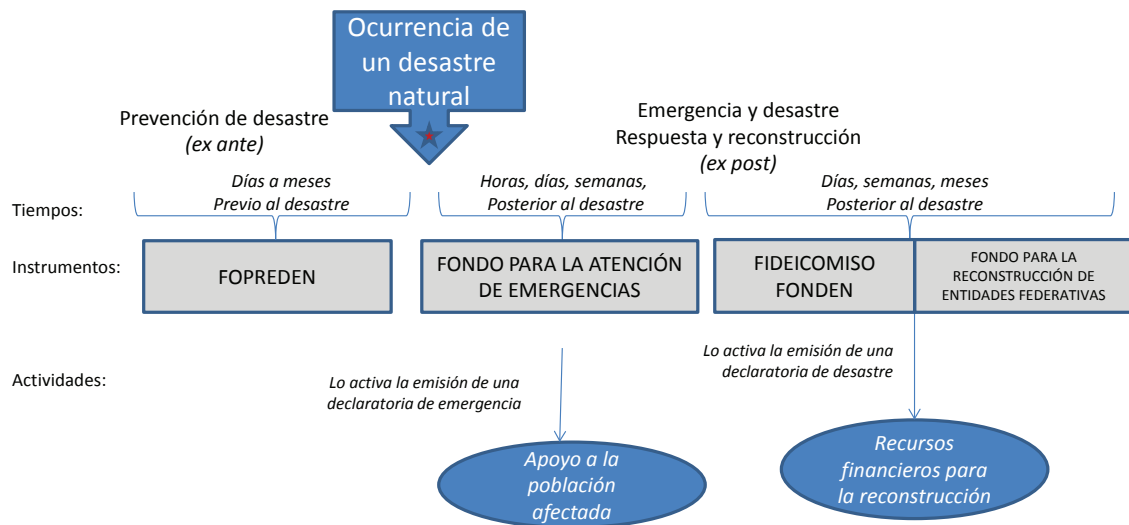 Ocurrencia de
un desastre
natural
Prevención de desastre
(ex ante)
Emergencia y desastre
Respuesta y reconstrucción
(ex post)
Tiempos:
Días a meses
Previo al desastre
Horas, días, semanas,
Posterior al desastre
Días, semanas, meses
Posterior al desastre
Instrumentos:
FOPREDEN
FONDO PARA LA ATENCIÓN
DE EMERGENCIAS
FIDEICOMISO
FONDEN
FONDO PARA LA
RECONSTRUCCIÓN DE
ENTIDADES FEDERATIVAS
Actividades:
Lo activa la emisión de una
declaratoria de emergencia
Lo activa la emisión de una
declaratoria de desastre
Apoyo a la
población
afectada
Recursos
financieros para
la reconstrucción